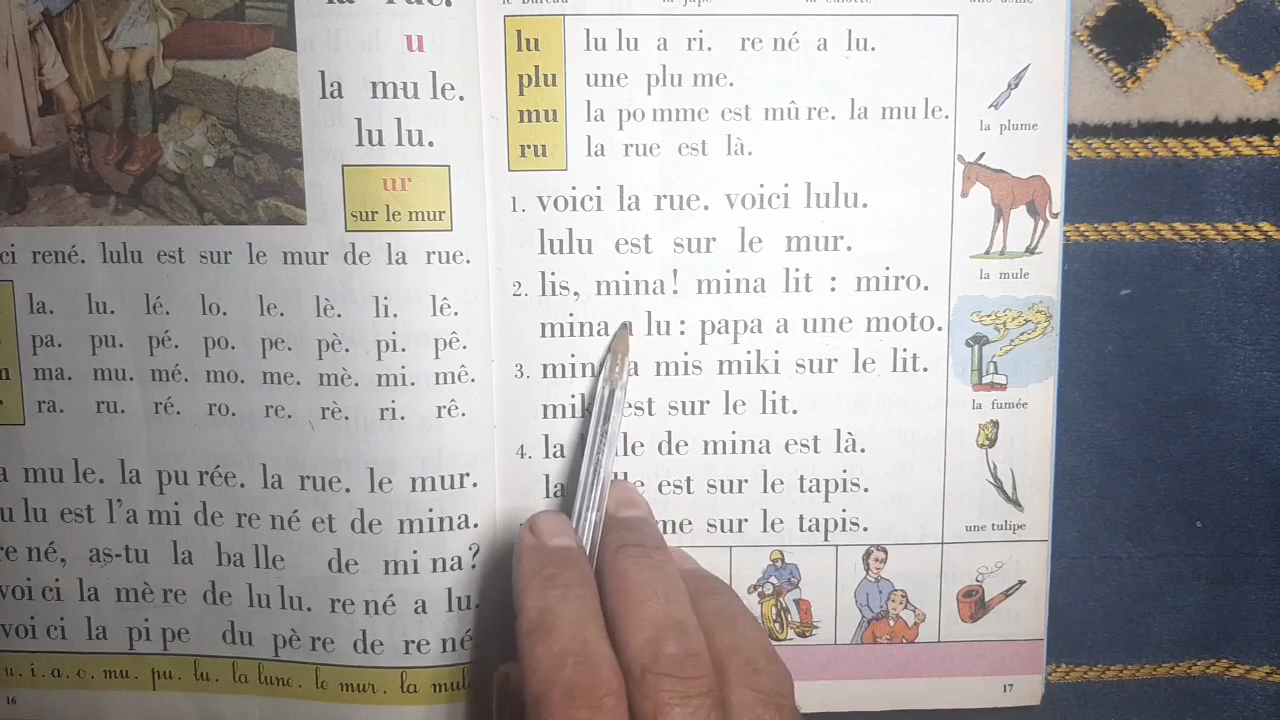 la rue.
u
la mu le.
lu lu.
ur
sur le mur
ci rené. lulu est sur le mur de la rue.
la. lu. lé. lo. le. lè. li. lê.
pa. pu. pé. po. pe. pè. pi. pê.
ma. mu. mé. mo. me. mè. mi. mê.
ra. ru. ré. ro. re. rè. ri. rê.
a mu le. la pu rée. la rue. le mur.
u lu est l'a mi de re né et de mina.
re né, as-tu la ba lle de mi na?
voi ci la mè re de lu lu. re né a lu.
voi ci la pi pe du pè re de re né
u. i. a. o. mu. pu. lu. la lune. le mur. la mule
16
lu lu lu a ri. re né a lu.
plu une plu me.
mu la po mme est mû re. la mu le.
ru la rue est là.
1. voici la rue. voici lulu.
lulu est sur le mur.
2. lis, mina! mina lit : miro.
mina a lu : papa a une moto.
3. a mis miki sur le lit.
est sur le lit.
4. la de mina est là.
la est sur le tapis.
sur le tapis.
la plume
la mule
la fumée
une tulipe
17